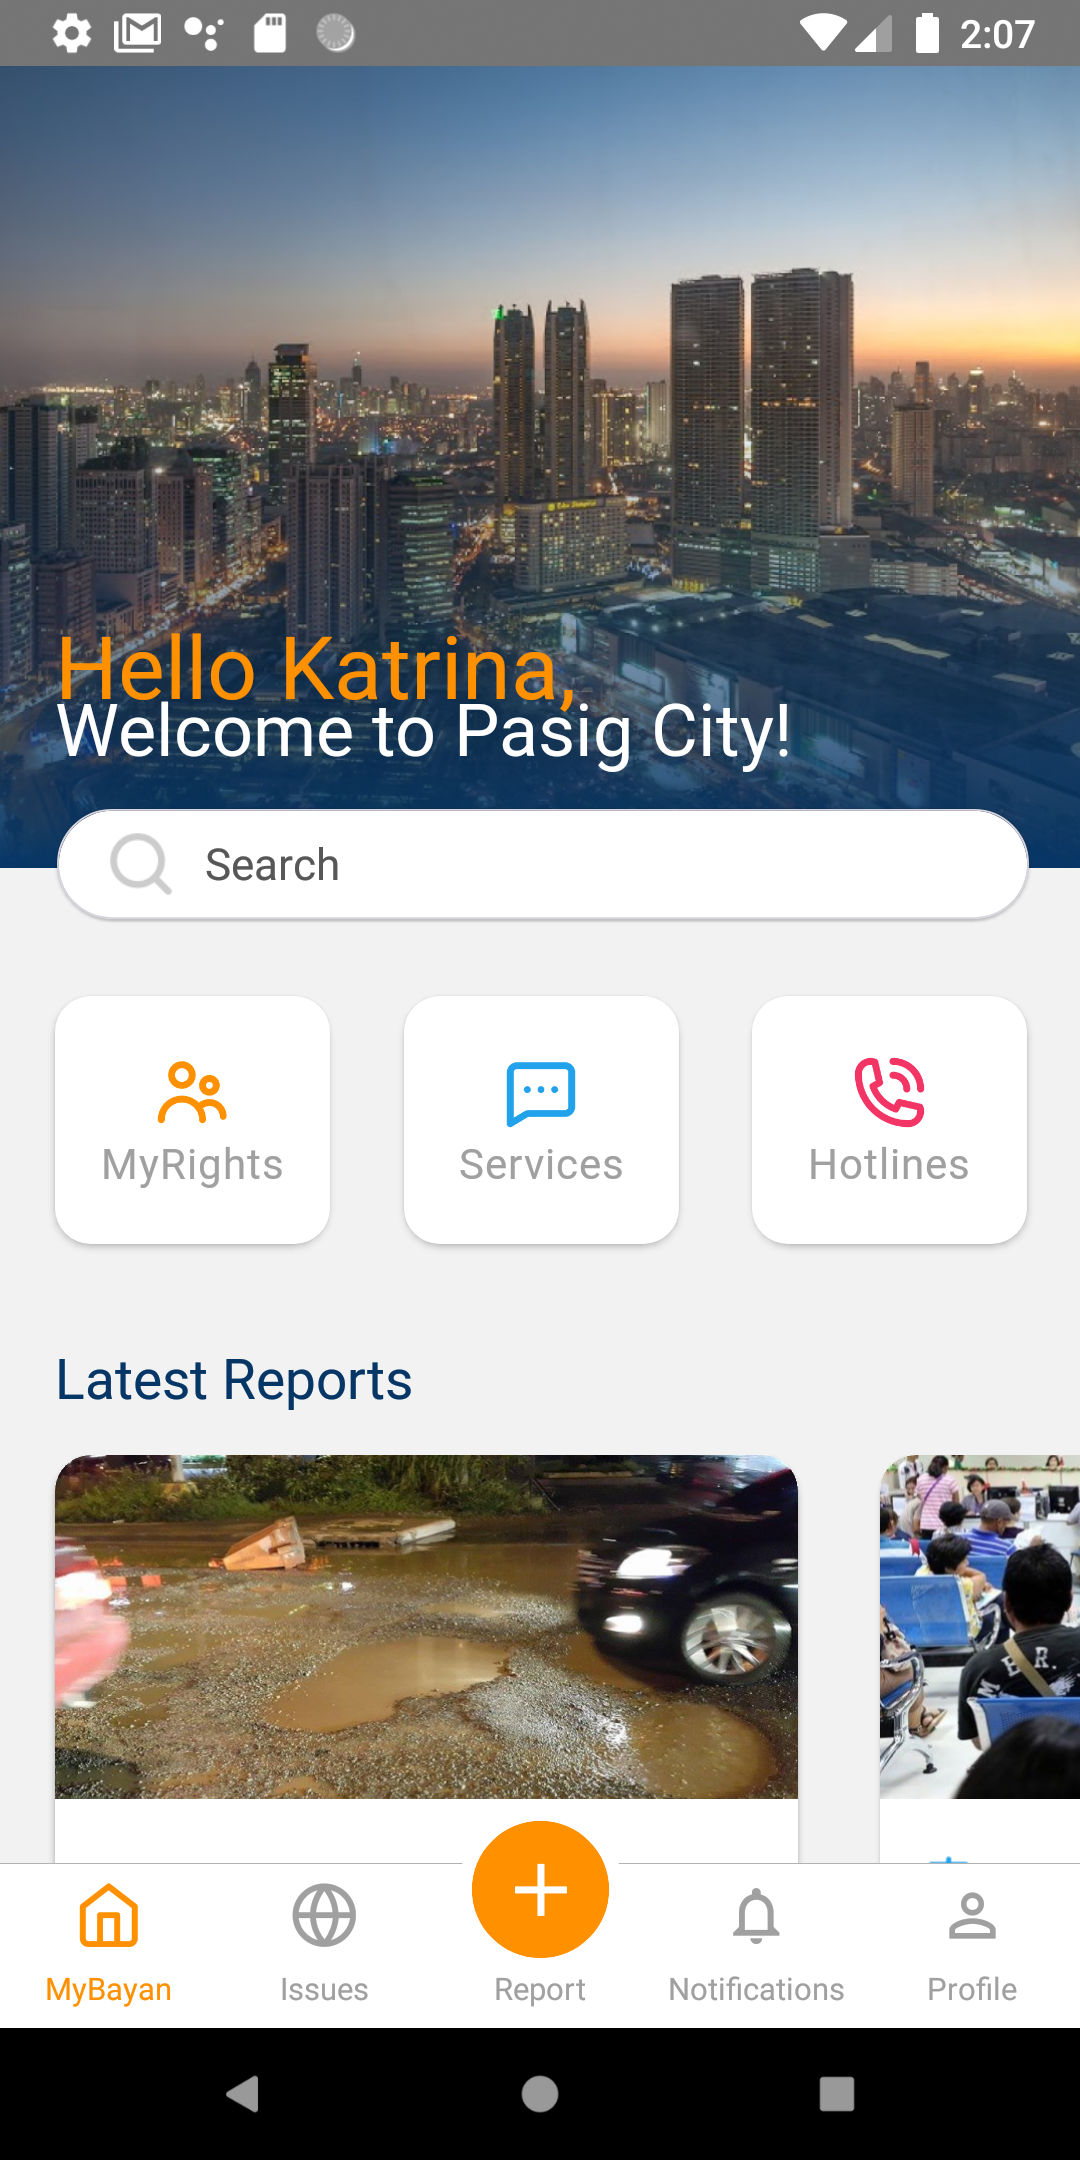 2:07
Hello Katrina,
Welcome to Pasig City!
Search
MyRights
Services
Hotlines
Latest Reports
MyBayan
Issues
Report
Notifications
Profile